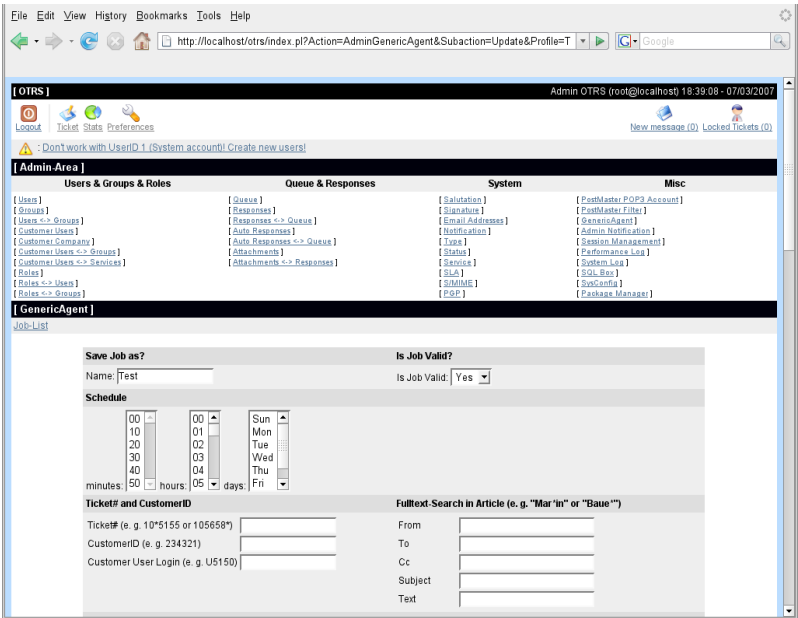 File Edit View History Bookmarks Tools Help
http://localhost/otrs/index.pl?Action=AdminGenericAgent&Subaction=Update&Profile=T
G Google
[ OTRS ] Admin OTRS (root@localhost) 18:39:08 - 07/03/2007
Logout Ticket Stats Preferences New message (0) Locked Tickets (0)
: Don't work with UserID 1 (System account)! Create new users!
[ Admin-Area ]
Users & Groups & Roles Queue & Responses System Misc
[ Users ] [ Queue ] [ Salutation ] [ PostMaster POP3 Account ]
[ Groups ] [ Responses ] [ Signature ] [ PostMaster Filter ]
[ Users <-> Groups ] [ Responses <-> Queue ] [ Email Addresses ] [ GenericAgent ]
[ Customer Users ] [ Auto Responses ] [ Notification ] [ Admin Notification ]
[ Customer Company ] [ Auto Responses <-> Queue ] [ Type ] [ Session Management ]
[ Customer Users <-> Groups ] [ Attachments ] [ Status ] [ Performance Log ]
[ Customer Users <-> Services ] [ Attachments <-> Responses ] [ Service ] [ System Log ]
[ Roles ] [ SLA ] [ SQL Box ]
[ Roles <-> Users ] [ S/MIME ] [ SysConfig ]
[ Roles <-> Groups ] [ PGP ] [ Package Manager ]
[ GenericAgent ]
Job-List
Save Job as? Is Job Valid?
Name: Test Is Job Valid: Yes
Schedule
00 00 Sun
10 01 Mon
20 02 Tue
30 03 Wed
40 04 Thu
minutes: 50 hours: 05 days: Fri
Ticket# and CustomerID Fulltext-Search in Article (e. g. "Mar*in" or "Baue*")
Ticket# (e. g. 10*5155 or 105658*) From
CustomerID (e. g. 234321) To
Customer User Login (e. g. U5150) Cc
Subject
Text